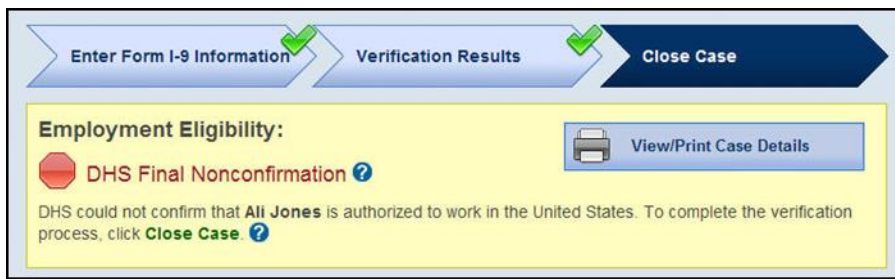 Enter Form I-9 Information
Verification Results
Close Case
Employment Eligibility:
View/Print Case Details
DHS Final Nonconfirmation ?
DHS could not confirm that Ali Jones is authorized to work in the United States. To complete the verification
process, click Close Case. ?